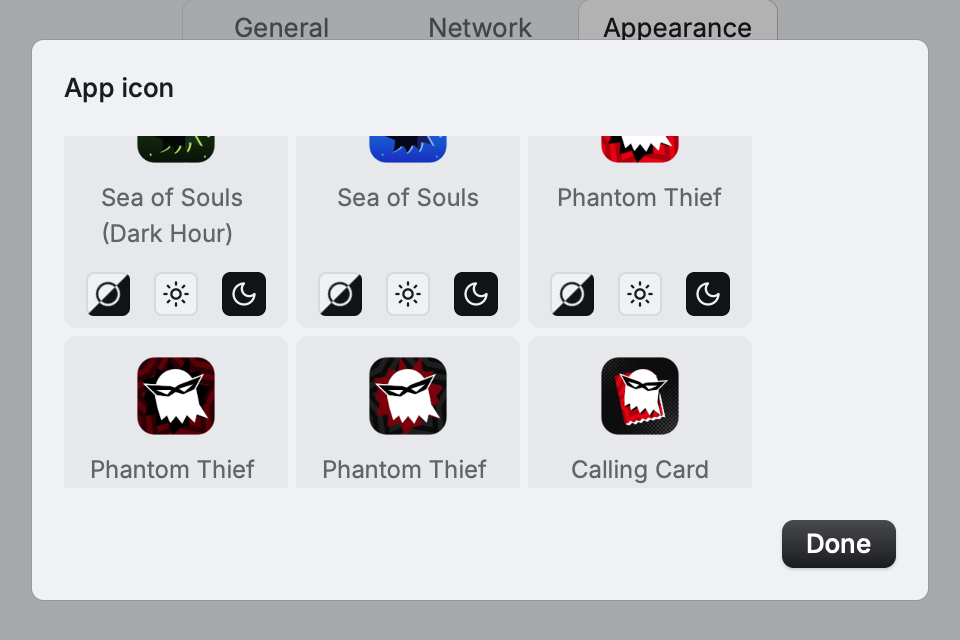 General
Network
Appearance
App icon
Sea of Souls
(Dark Hour)
Sea of Souls
Phantom Thief
Phantom Thief
Phantom Thief
Calling Card
Done